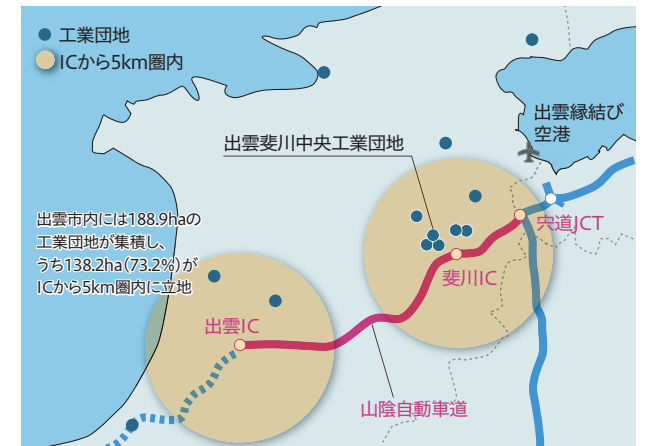 工業団地
ICから5km圏内
出雲縁結び
空港
出雲斐川中央工業団地
出雲市内には188.9haの
工業団地が集積し、
うち138.2ha（73.2%）が
ICから5km圏内に立地
宍道JCT
斐川IC
出雲IC
山陰自動車道